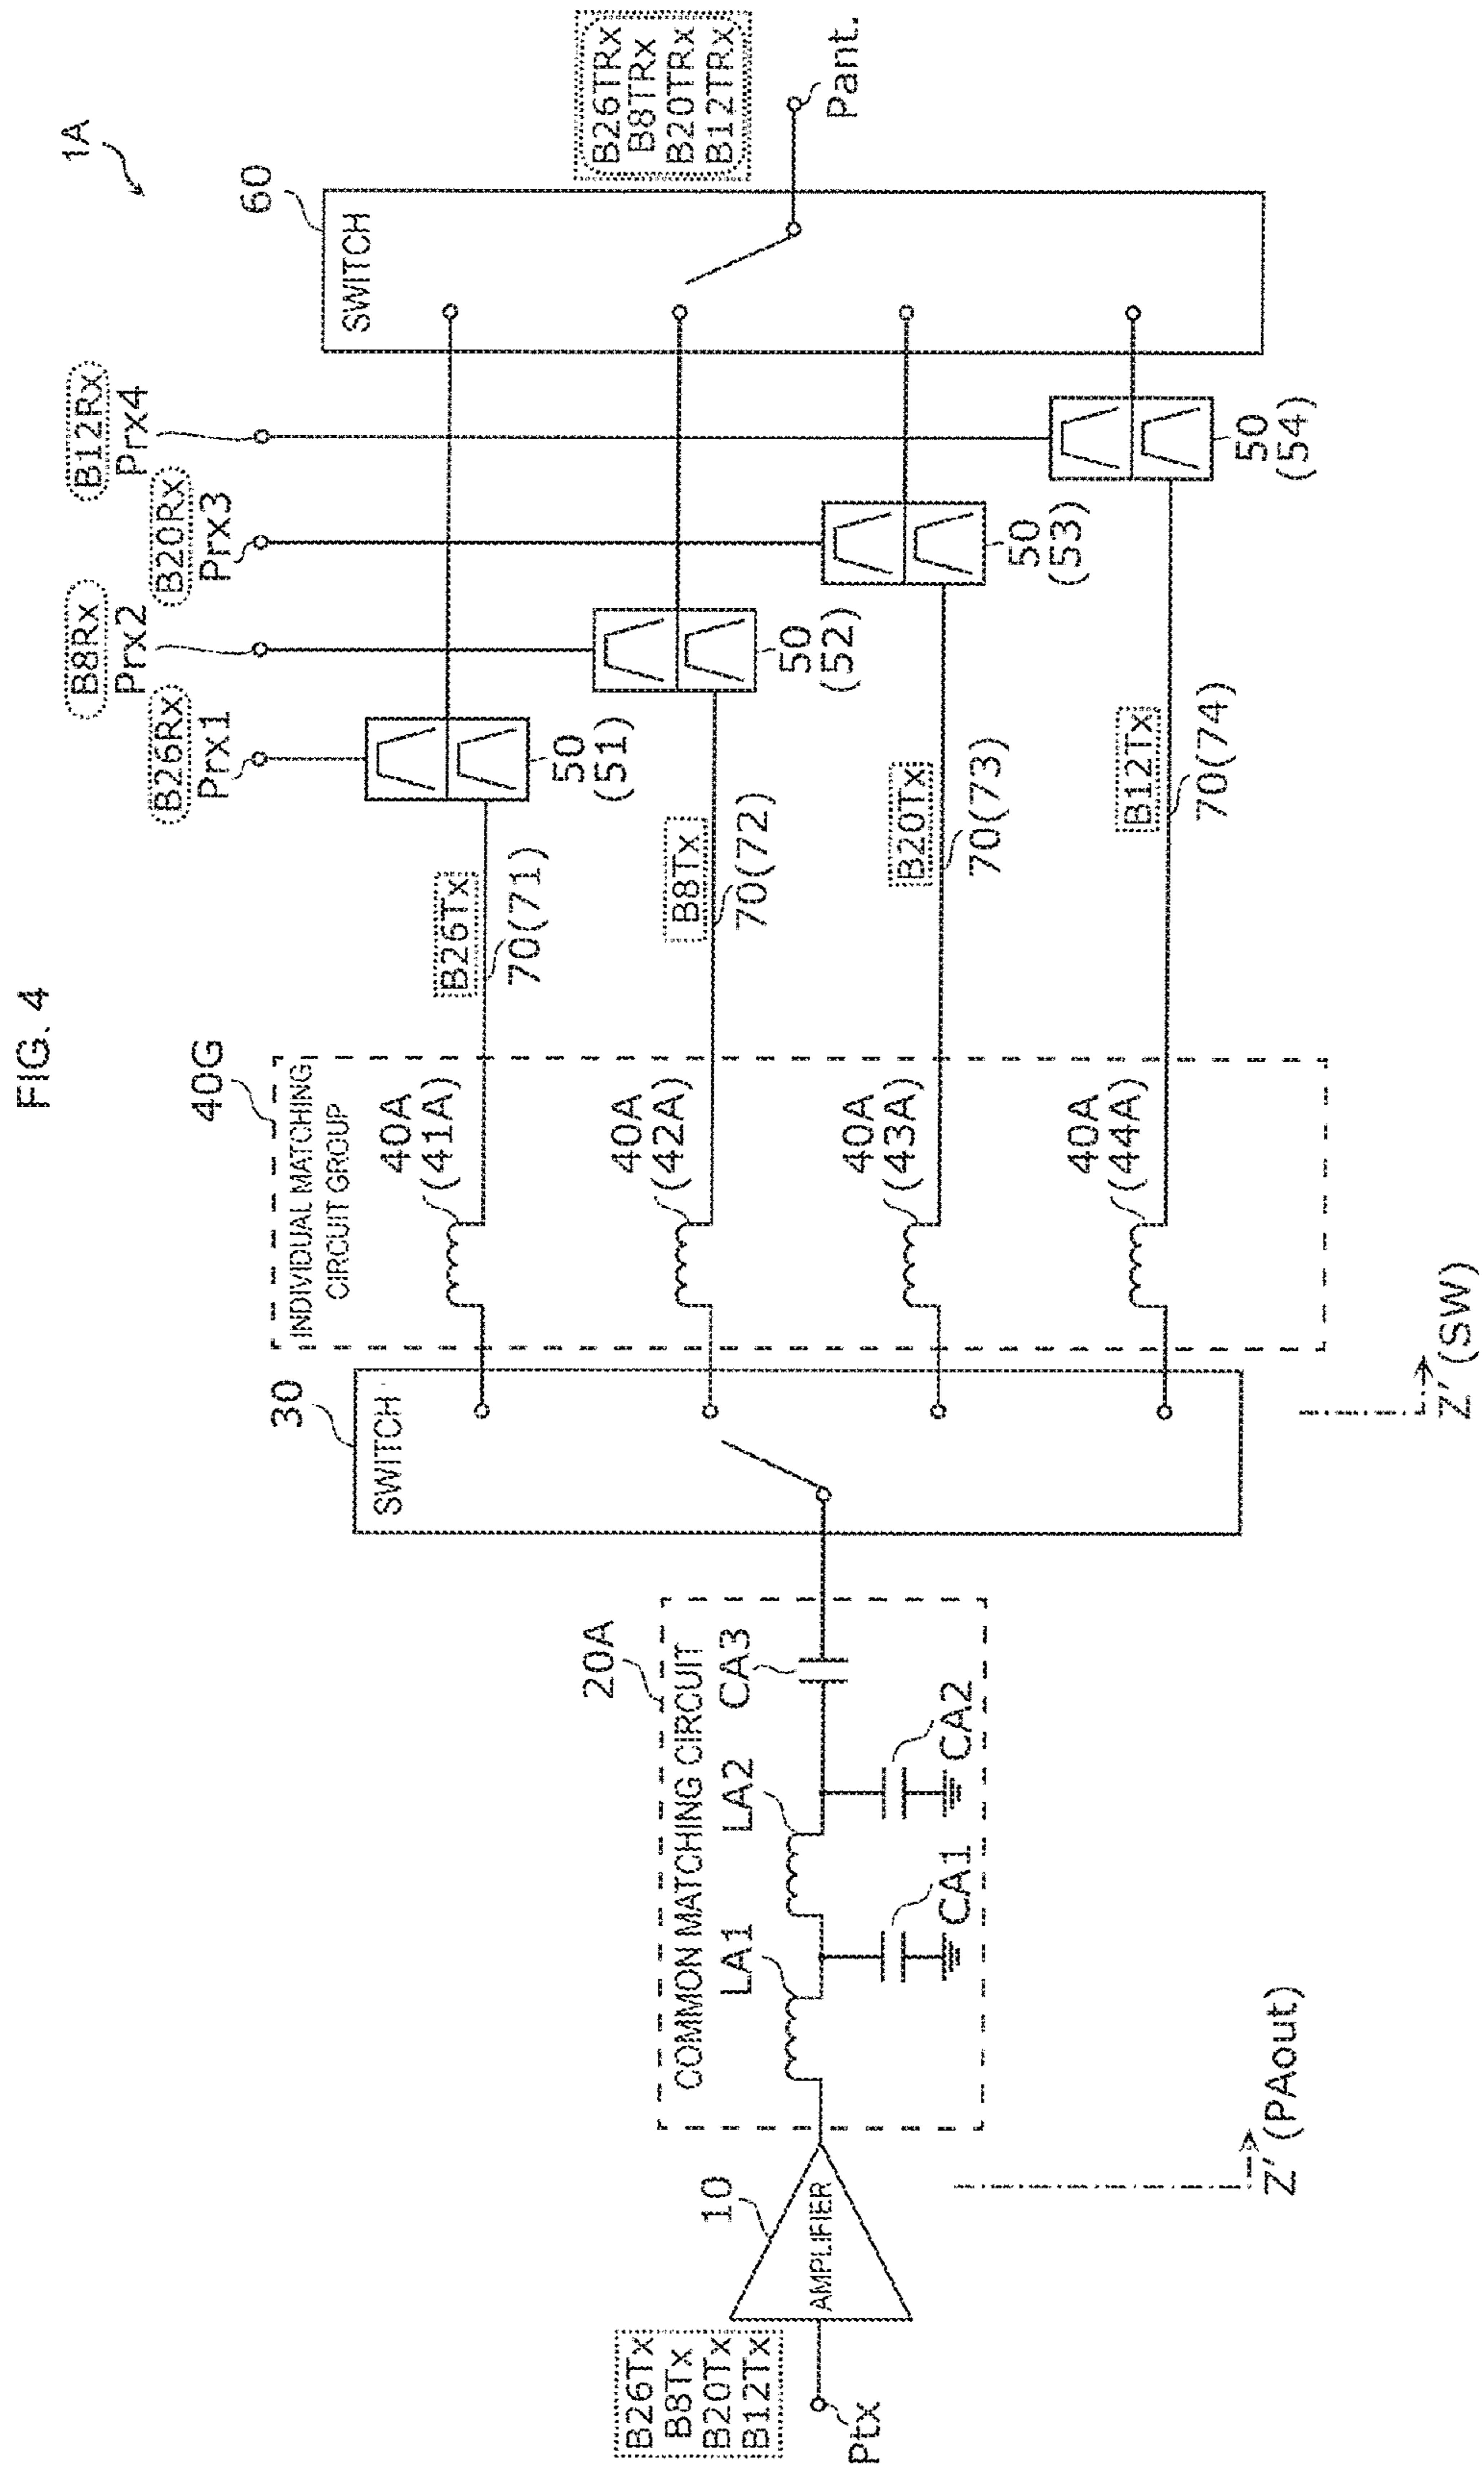 FIG. 4
1A
B26Tx
B8Tx
B20Tx
B12Tx
Ptx
10
AMPLIFIER
Z′ (PAout)
20A
COMMON MATCHING CIRCUIT
LA1
LA2
CA3
CA1
CA2
30
SWITCH
Z′ (SW)
40G
INDIVIDUAL MATCHING
CIRCUIT GROUP
40A
(41A)
40A
(42A)
40A
(43A)
40A
(44A)
B26Tx
70(71)
B8Tx
70(72)
B20Tx
70(73)
B12Tx
70(74)
B26Rx
Prx1
B8Rx
Prx2
B20Rx
Prx3
B12Rx
Prx4
50
(51)
50
(52)
50
(53)
50
(54)
60
SWITCH
B26TRx
B8TRx
B20TRx
B12TRx
Pant.